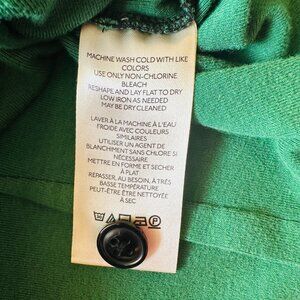 MACHINE WASH COLD WITH LIKE
COLORS
USE ONLY NON-CHLORINE
BLEACH
RESHAPE AND LAY FLAT TO DRY
LOW IRON AS NEEDED
MAY BE DRY CLEANED
LAVER À LA MACHINE À L'EAU
FROIDE AVEC COULEURS
SIMILAIRES
UTILISER UN AGENT DE
BLANCHIMENT SANS CHLORE SI
NÉCESSAIRE
METTRE EN FORME ET SECHER
À PLAT
REPASSER, AU BESOIN, À TRÈS
BASSE TEMPÉRATURE
PEUT-ÊTRE ÊTRE NETTOYÉE
À SEC
P